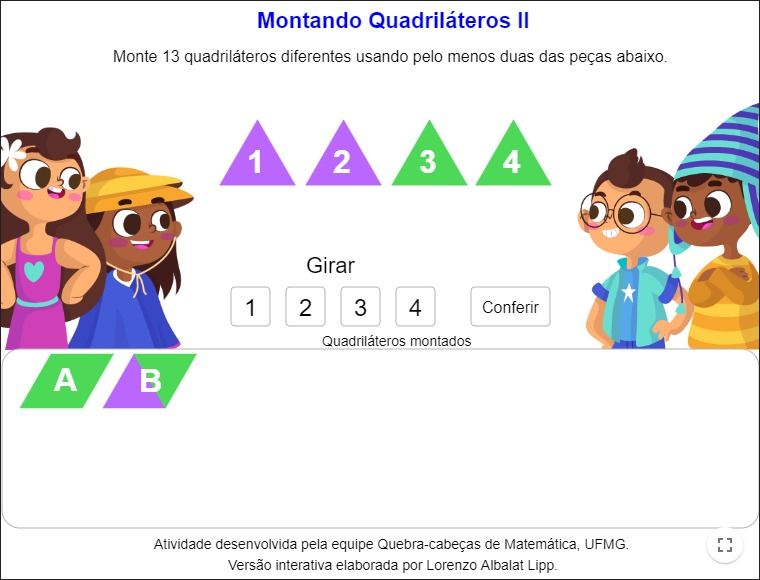 Montando Quadriláteros II
Monte 13 quadriláteros diferentes usando pelo menos duas das peças abaixo.
1 2 3 4
Girar
1 2 3 4 Conferir
Quadriláteros montados
A B
Atividade desenvolvida pela equipe Quebra-cabeças de Matemática, UFMG.
Versão interativa elaborada por Lorenzo Albalat Lipp.